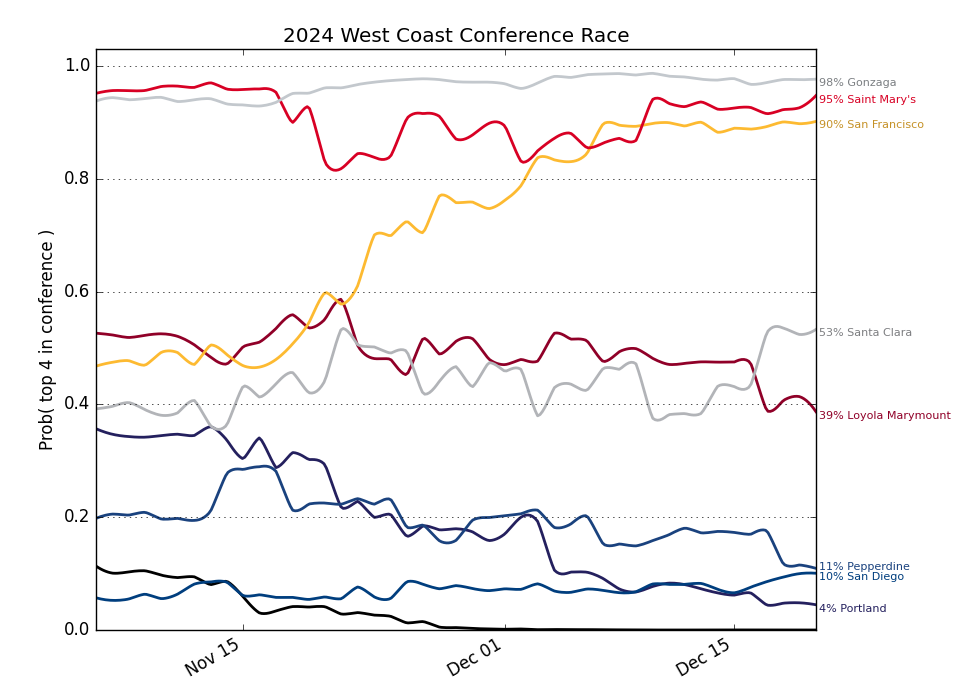 2024 West Coast Conference Race
Prob( top 4 in conference )
1.0
0.8
0.6
0.4
0.2
0.0
Nov 15
Dec 01
Dec 15
98% Gonzaga
95% Saint Mary's
90% San Francisco
53% Santa Clara
39% Loyola Marymount
11% Pepperdine
10% San Diego
4% Portland